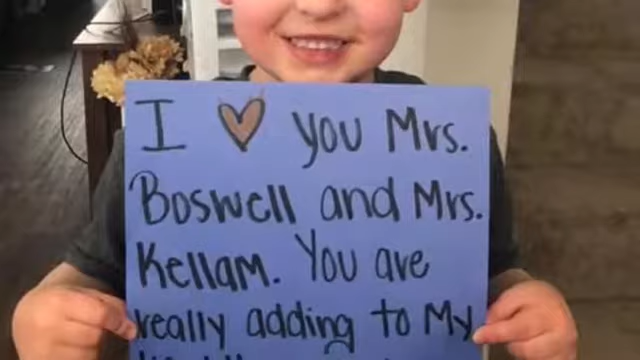 I ♥ you Mrs.
Boswell and Mrs.
Kellam. You are
really adding to My